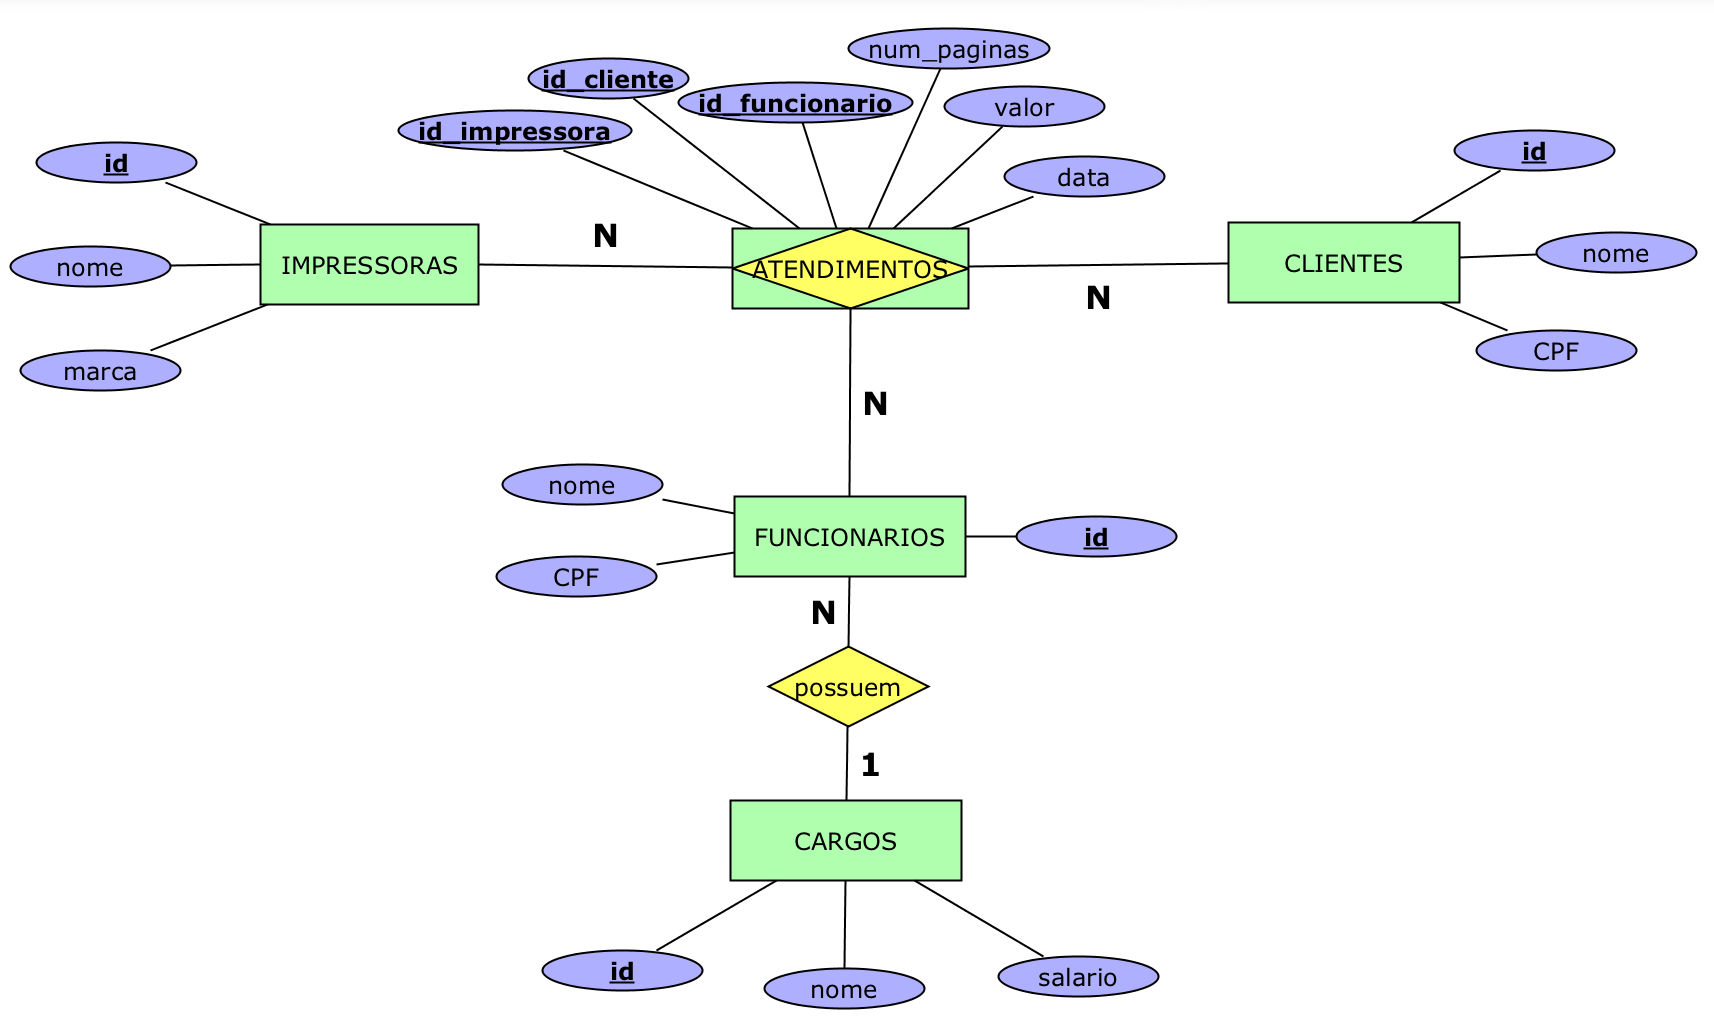 num_paginas
id_cliente
id_funcionario
valor
id_impressora
id
id
data
N
nome
nome
IMPRESSORAS
ATENDIMENTOS
CLIENTES
N
marca
CPF
N
nome
FUNCIONARIOS
id
CPF
N
possuem
1
CARGOS
id
nome
salario